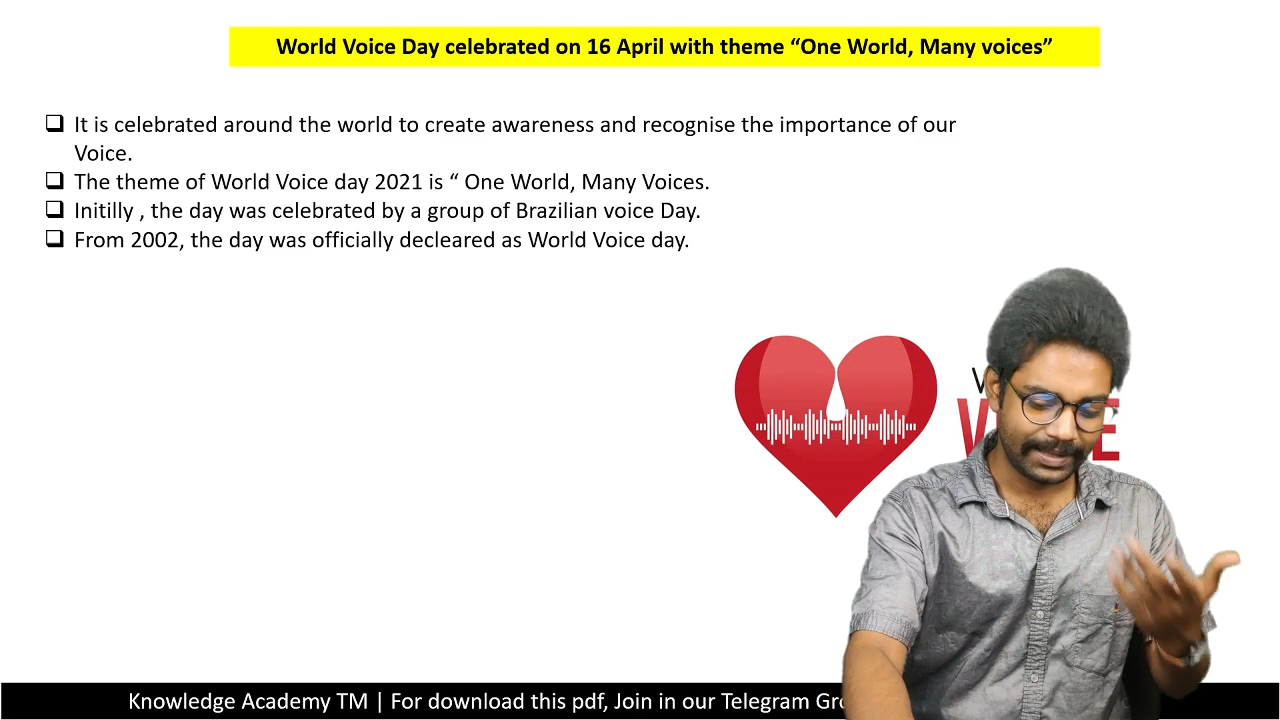 World Voice Day celebrated on 16 April with theme “One World, Many voices”
❑ It is celebrated around the world to create awareness and recognise the importance of our
Voice.
❑ The theme of World Voice day 2021 is “ One World, Many Voices.
❑ Initilly , the day was celebrated by a group of Brazilian voice Day.
❑ From 2002, the day was officially decleared as World Voice day.
Knowledge Academy TM | For download this pdf, Join in our Telegram